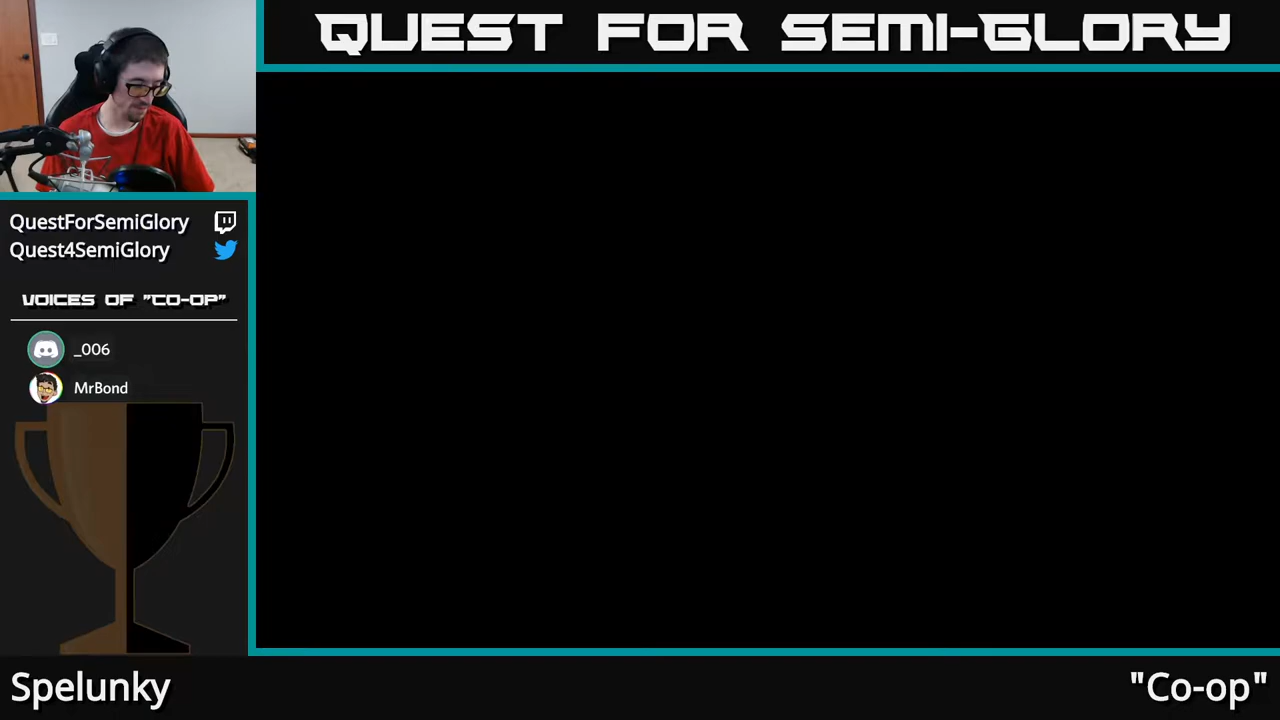 QUEST FOR SEMI-GLORY
QuestForSemiGlory
Quest4SemiGlory
VOICES OF "CO-OP"
_006
MrBond
Spelunky
"Co-op"